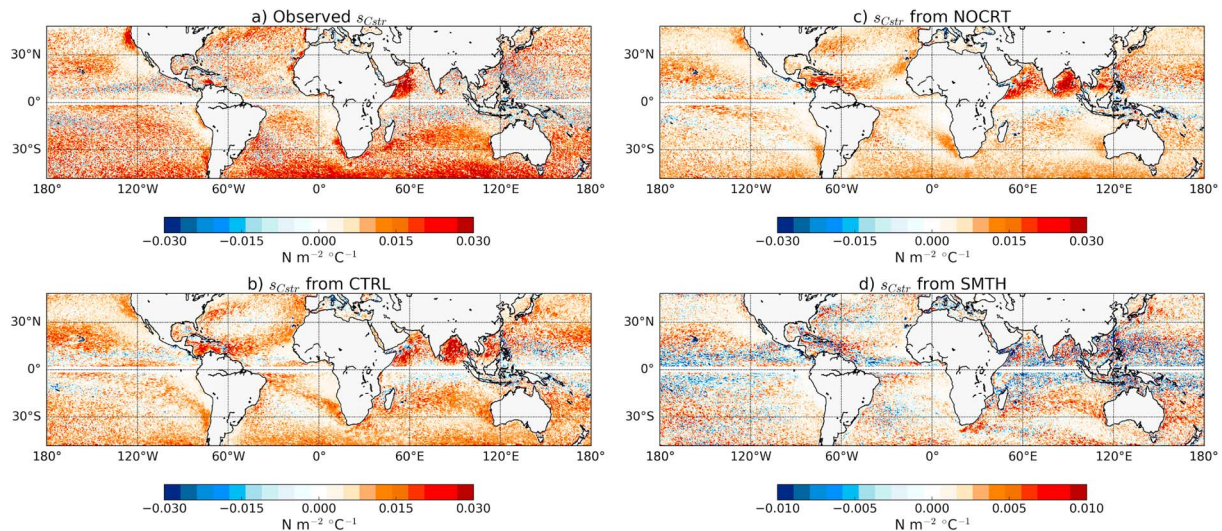 a) Observed s_Cstr
30°N
0°
30°S
180° 120°W 60°W 0° 60°E 120°E 180°
−0.030 −0.015 0.000 0.015 0.030
N m⁻² °C⁻¹
b) s_Cstr from CTRL
30°N
0°
30°S
180° 120°W 60°W 0° 60°E 120°E 180°
−0.030 −0.015 0.000 0.015 0.030
N m⁻² °C⁻¹
c) s_Cstr from NOCRT
30°N
0°
30°S
180° 120°W 60°W 0° 60°E 120°E 180°
−0.030 −0.015 0.000 0.015 0.030
N m⁻² °C⁻¹
d) s_Cstr from SMTH
30°N
0°
30°S
180° 120°W 60°W 0° 60°E 120°E 180°
−0.010 −0.005 0.000 0.005 0.010
N m⁻² °C⁻¹